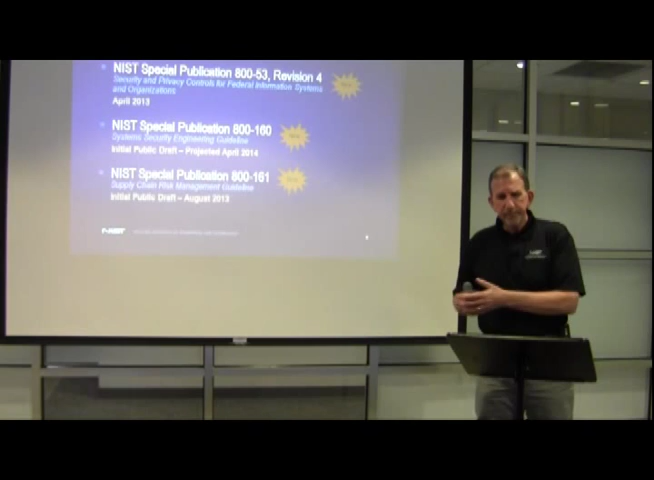 NIST Special Publication 800-53, Revision 4
Security and Privacy Controls for Federal Information Systems
and Organizations
April 2013
NIST Special Publication 800-160
Systems Security Engineering Guideline
Initial Public Draft – Projected April 2014
NIST Special Publication 800-161
Supply Chain Risk Management Guideline
Initial Public Draft – August 2013
NIST